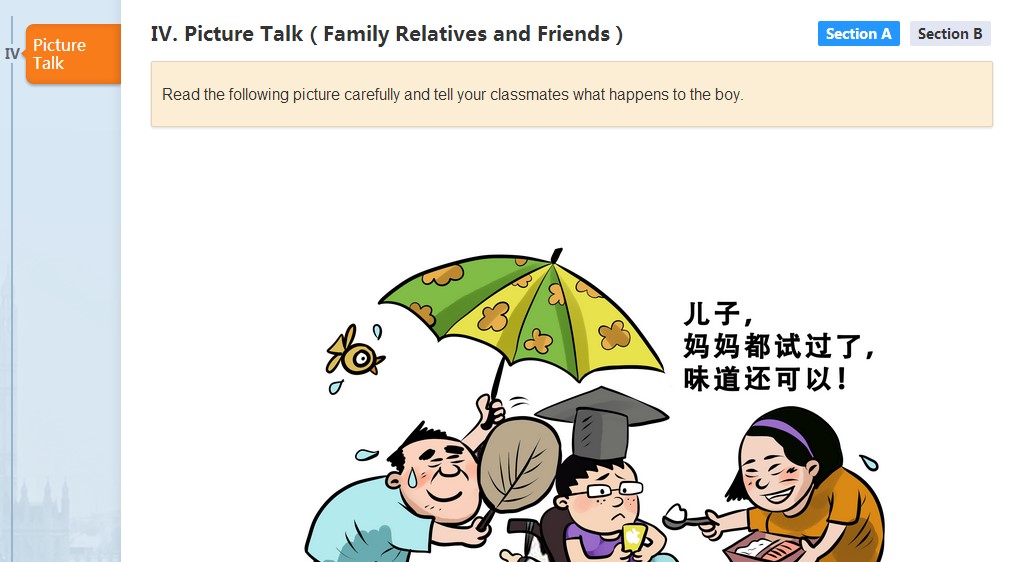 IV
Picture
Talk
IV. Picture Talk ( Family Relatives and Friends )
Section A
Section B
Read the following picture carefully and tell your classmates what happens to the boy.
儿子,
妈妈都试过了,
味道还可以!